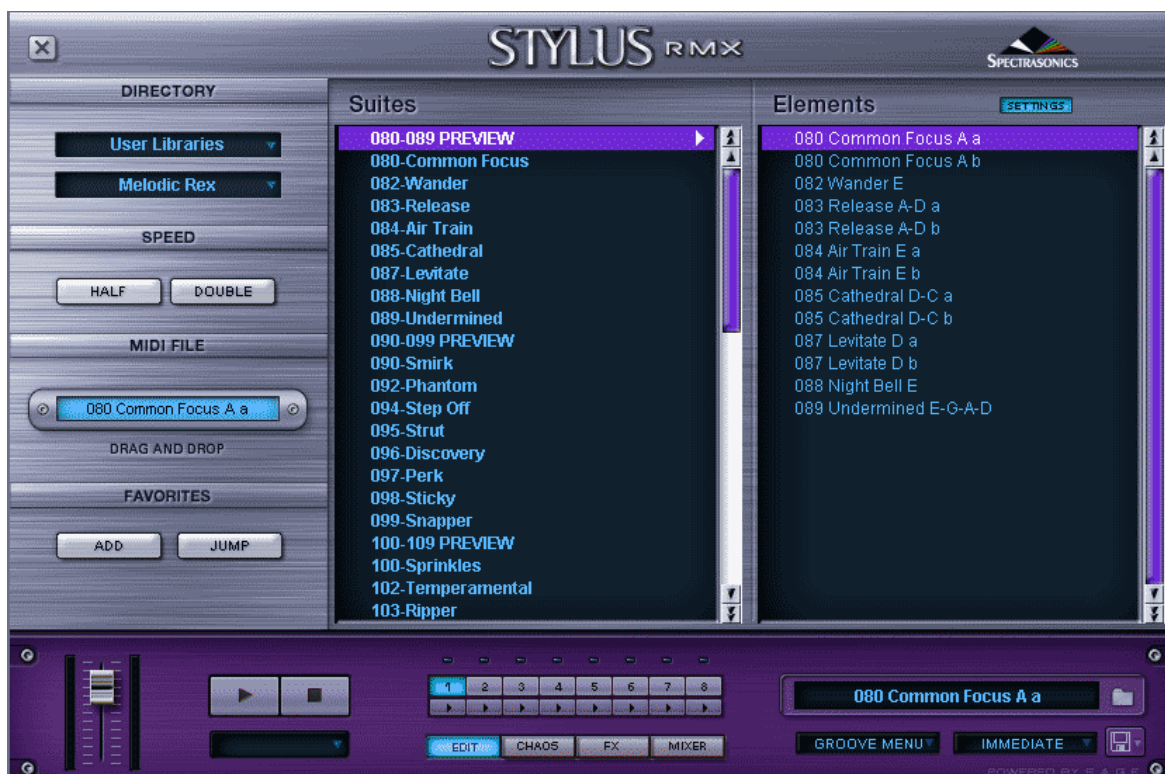 STYLUS RMX
SPECTRASONICS
DIRECTORY
User Libraries
Melodic Rex
SPEED
HALF
DOUBLE
MIDI FILE
080 Common Focus A a
DRAG AND DROP
FAVORITES
ADD
JUMP
Suites
080-089 PREVIEW
080-Common Focus
082-Wander
083-Release
084-Air Train
085-Cathedral
087-Levitate
088-Night Bell
089-Undermined
090-099 PREVIEW
090-Smirk
092-Phantom
094-Step Off
095-Strut
096-Discovery
097-Perk
098-Sticky
099-Snapper
100-109 PREVIEW
100-Sprinkles
102-Temperamental
103-Ripper
Elements
SETTINGS
080 Common Focus A a
080 Common Focus A b
082 Wander E
083 Release A-D a
083 Release A-D b
084 Air Train E a
084 Air Train E b
085 Cathedral D-C a
085 Cathedral D-C b
087 Levitate D a
087 Levitate D b
088 Night Bell E
089 Undermined E-G-A-D
1 2 3 4 5 6 7 8
EDIT CHAOS FX MIXER
080 Common Focus A a
GROOVE MENU IMMEDIATE
POWERED BY S.A.G.E.